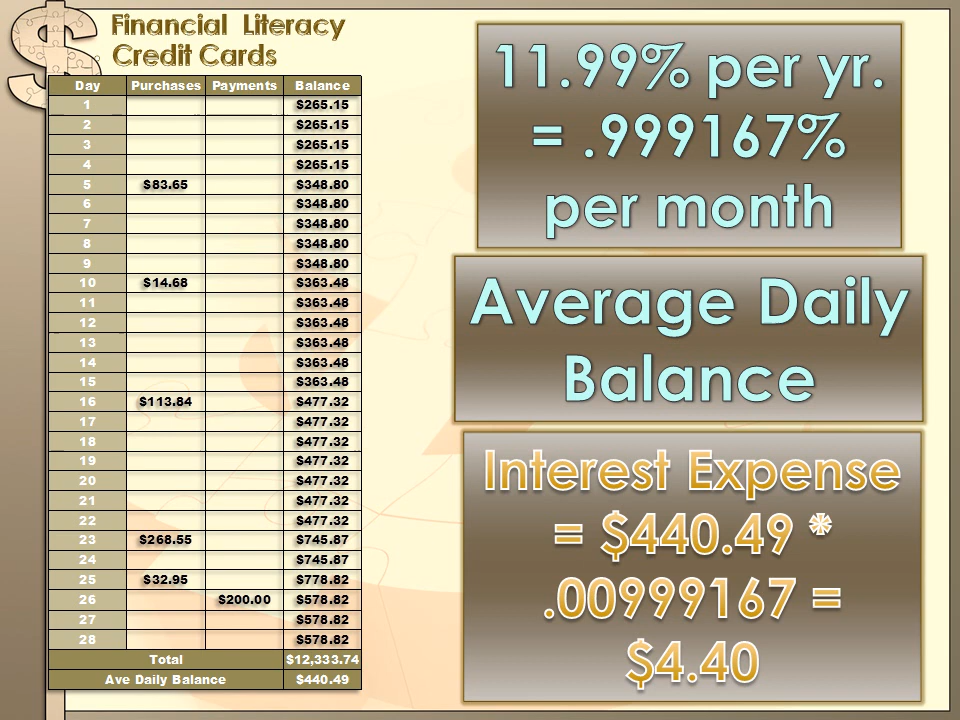 Financial Literacy
Credit Cards
Day Purchases Payments Balance
1 $265.15
2 $265.15
3 $265.15
4 $265.15
5 $83.65 $348.80
6 $348.80
7 $348.80
8 $348.80
9 $348.80
10 $14.68 $363.48
11 $363.48
12 $363.48
13 $363.48
14 $363.48
15 $363.48
16 $113.84 $477.32
17 $477.32
18 $477.32
19 $477.32
20 $477.32
21 $477.32
22 $477.32
23 $268.55 $745.87
24 $745.87
25 $32.95 $778.82
26 $200.00 $578.82
27 $578.82
28 $578.82
Total $12,333.74
Ave Daily Balance $440.49
11.99% per yr.
= .999167%
per month
Average Daily
Balance
Interest Expense
= $440.49 *
.00999167 =
$4.40